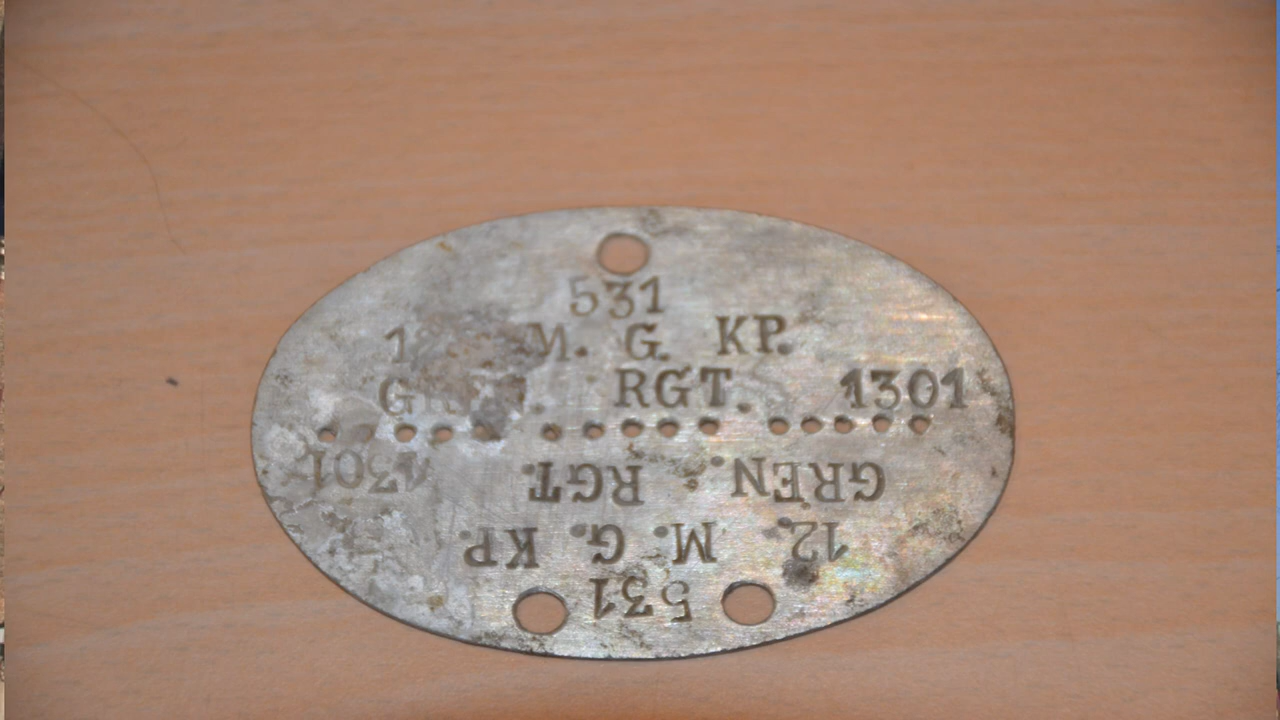 531
M. G. KP.
RGT. 1301
531
12. M. G. KP.
GREN. RGT. 1301